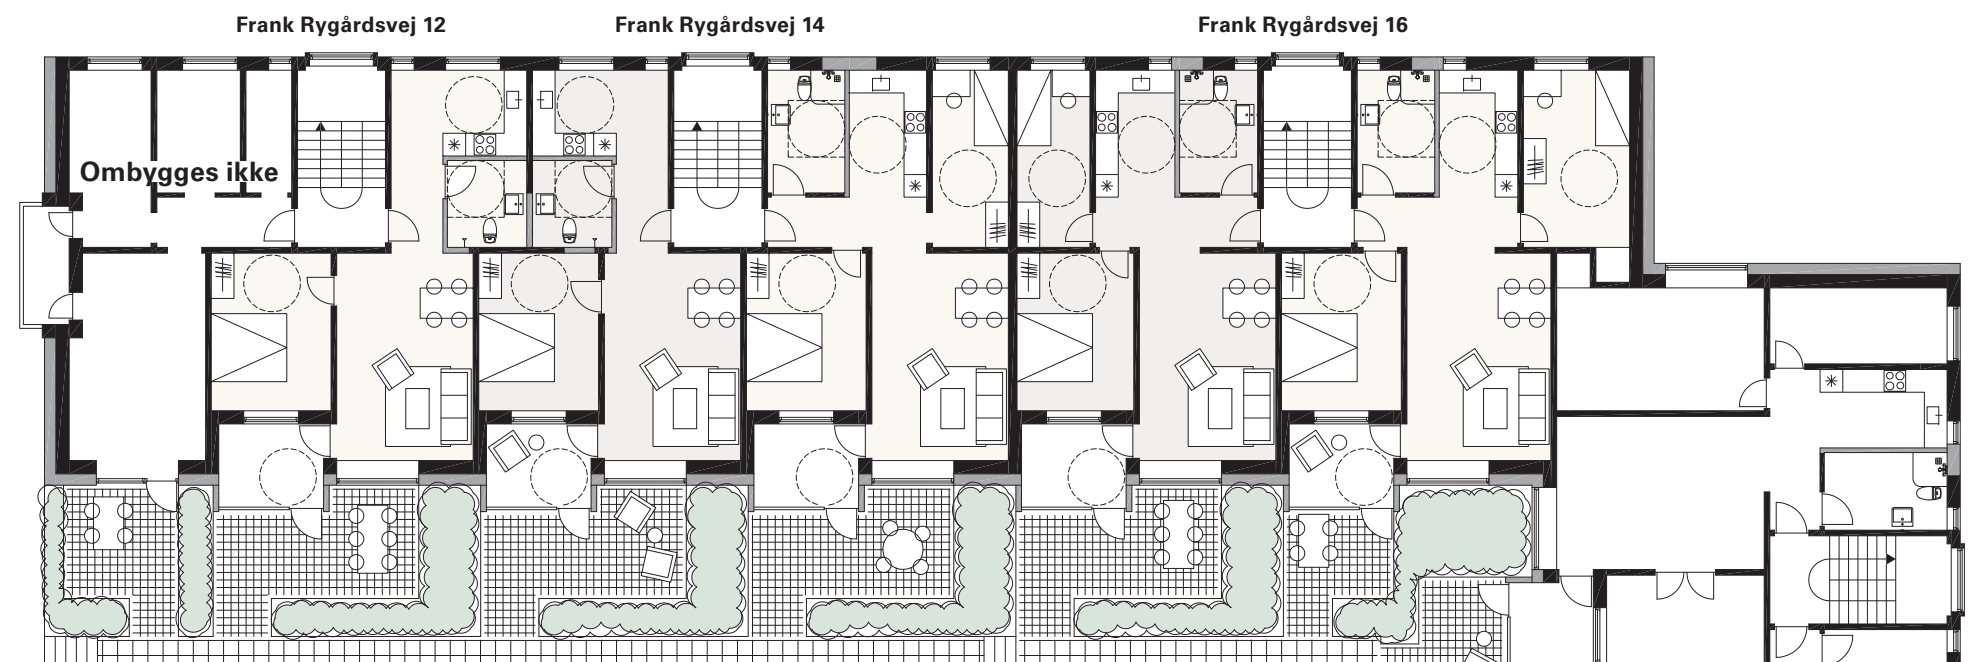 Frank Rygårdsvej 12
Frank Rygårdsvej 14
Frank Rygårdsvej 16
Ombygges ikke